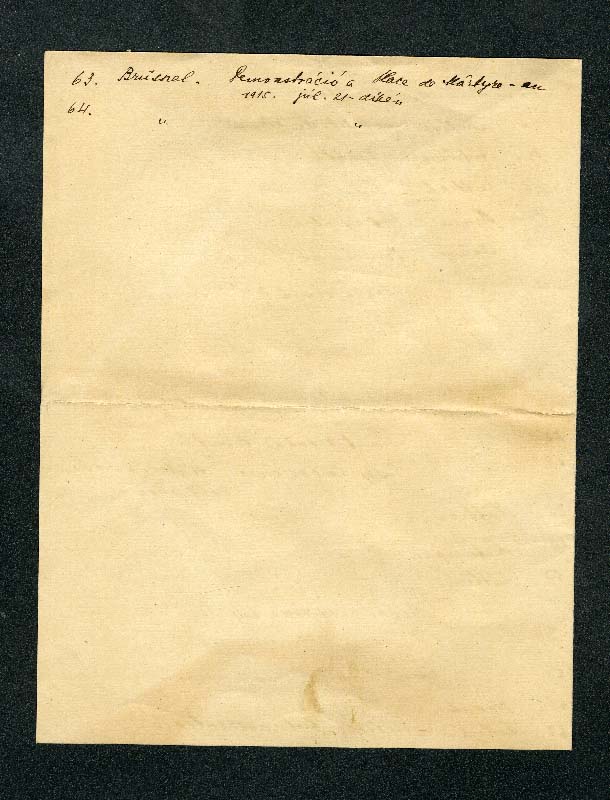 63. Brüssel. Demonstráció a Place de Martyrs-on
1915. júl. 21-dikén
64. " "